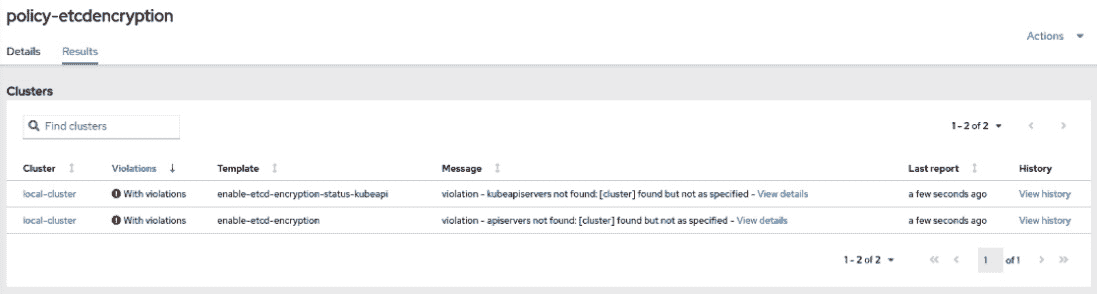 policy-etcdencryption
Actions
Details Results
Clusters
Find clusters 1 - 2 of 2
Cluster Violations Template Message Last report History
local-cluster With violations enable-etcd-encryption-status-kubeapi violation - kubeapiservers not found: [cluster] found but not as specified - View details a few seconds ago View history
local-cluster With violations enable-etcd-encryption violation - apiservers not found: [cluster] found but not as specified - View details a few seconds ago View history
1 - 2 of 2 1 of 1